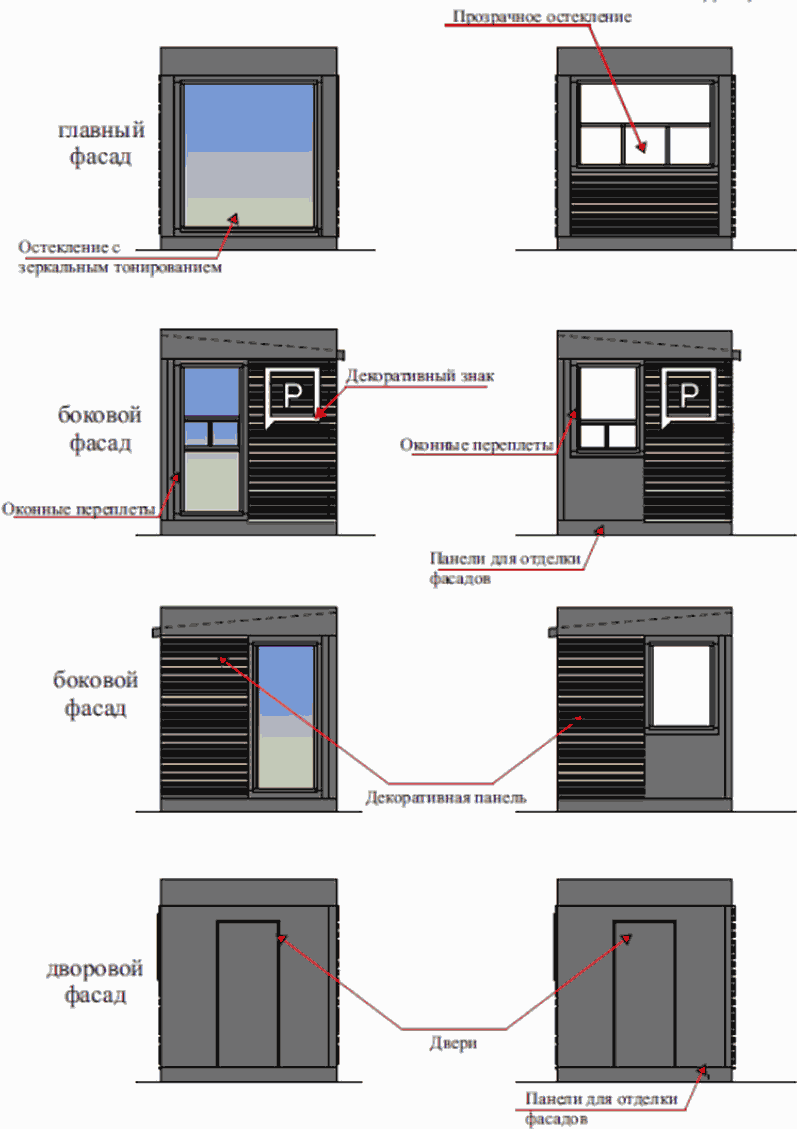 Прозрачное остекление
главный
фасад
Остекление с
зеркальным тонированием
Декоративный знак
P
P
боковой
фасад
Оконные переплеты
Оконные переплеты
Панели для отделки
фасадов
боковой
фасад
Декоративная панель
дворовой
фасад
Двери
Панели для отделки
фасадов